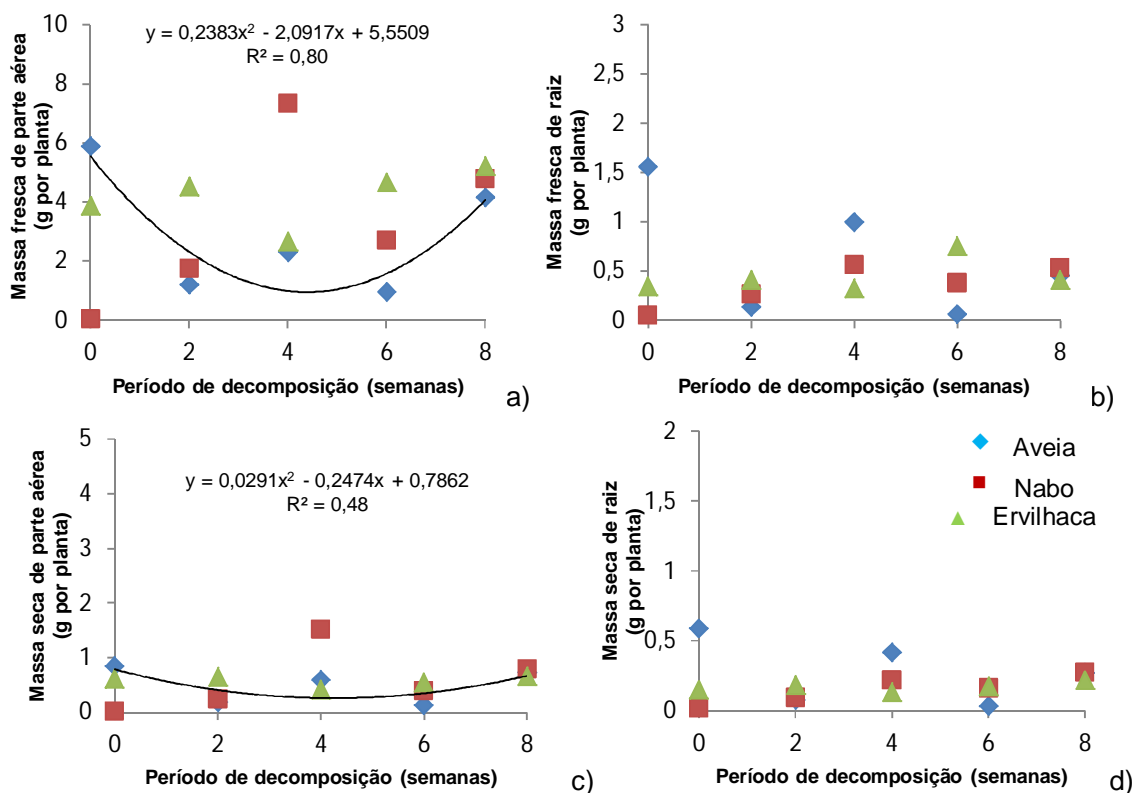 Massa fresca de parte aérea
(g por planta)
10
8
6
4
2
0
y = 0,2383x² - 2,0917x + 5,5509
R² = 0,80
0 2 4 6 8
Período de decomposição (semanas)
a)
Massa fresca de raiz
(g por planta)
3
2,5
2
1,5
1
0,5
0
0 2 4 6 8
Período de decomposição (semanas)
b)
Massa seca de parte aérea
(g por planta)
5
4
3
2
1
0
y = 0,0291x² - 0,2474x + 0,7862
R² = 0,48
0 2 4 6 8
Período de decomposição (semanas)
c)
Massa seca de raiz
(g por planta)
2
1,5
1
0,5
0
Aveia
Nabo
Ervilhaca
0 2 4 6 8
Período de decomposição (semanas)
d)